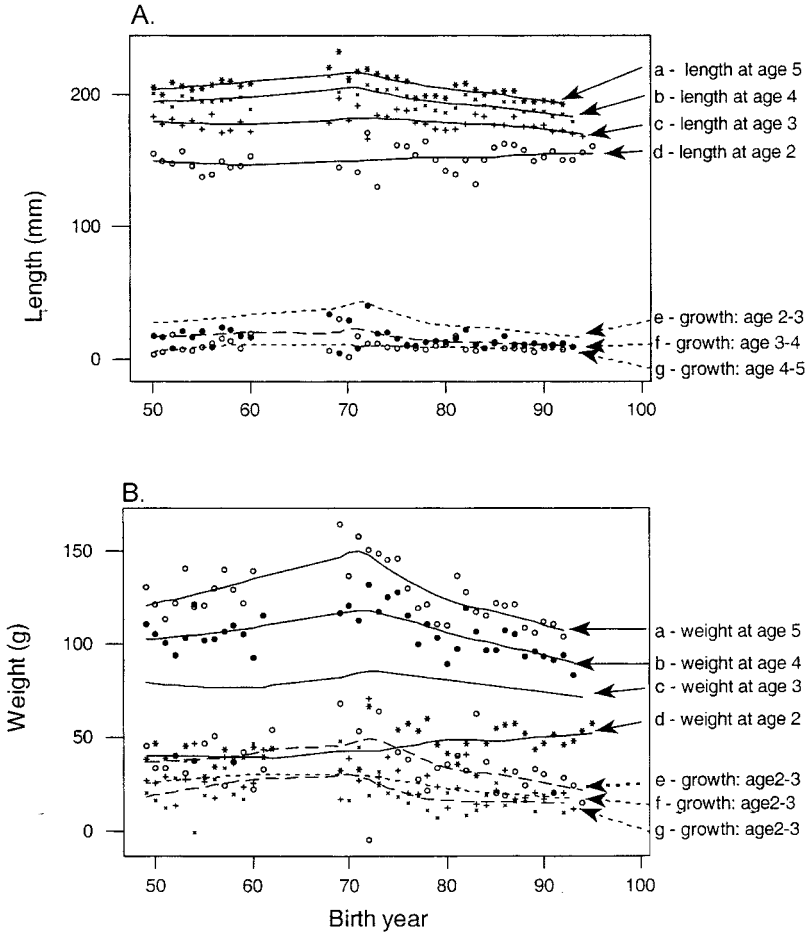 A.
200
100
0
Length (mm)
50
60
70
80
90
100
a - length at age 5
b - length at age 4
c - length at age 3
d - length at age 2
e - growth: age 2-3
f - growth: age 3-4
g - growth: age 4-5
B.
150
100
50
0
Weight (g)
50
60
70
80
90
100
Birth year
a - weight at age 5
b - weight at age 4
c - weight at age 3
d - weight at age 2
e - growth: age2-3
f - growth: age2-3
g - growth: age2-3